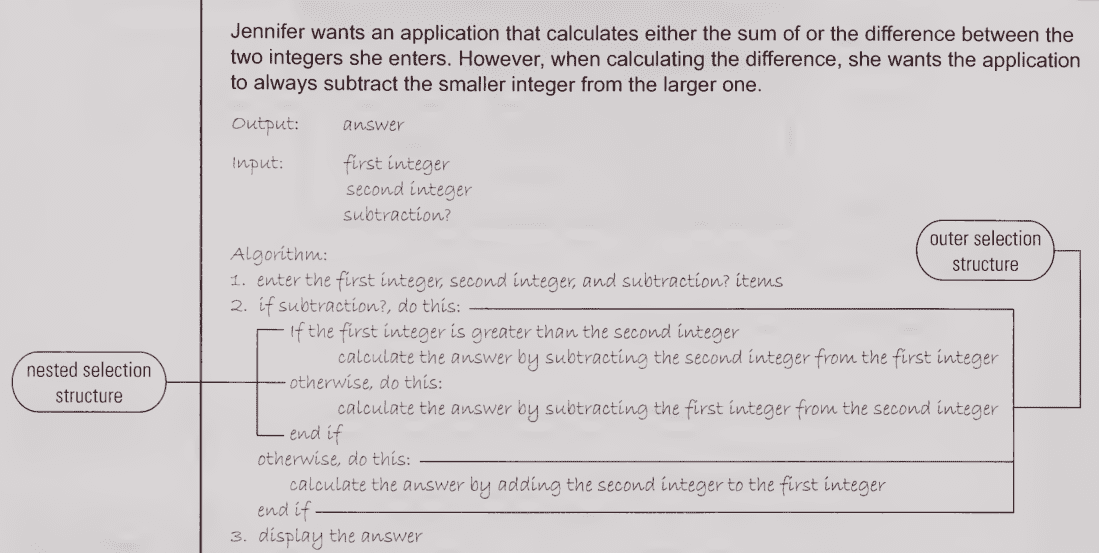 Jennifer wants an application that calculates either the sum of or the difference between the
two integers she enters. However, when calculating the difference, she wants the application
to always subtract the smaller integer from the larger one.
Output: answer
Input: first integer
second integer
subtraction?
outer selection
structure
Algorithm:
1. enter the first integer, second integer, and subtraction? items
2. if subtraction?, do this:
If the first integer is greater than the second integer
calculate the answer by subtracting the second integer from the first integer
nested selection
structure
otherwise, do this:
calculate the answer by subtracting the first integer from the second integer
end if
otherwise, do this:
calculate the answer by adding the second integer to the first integer
end if
3. display the answer